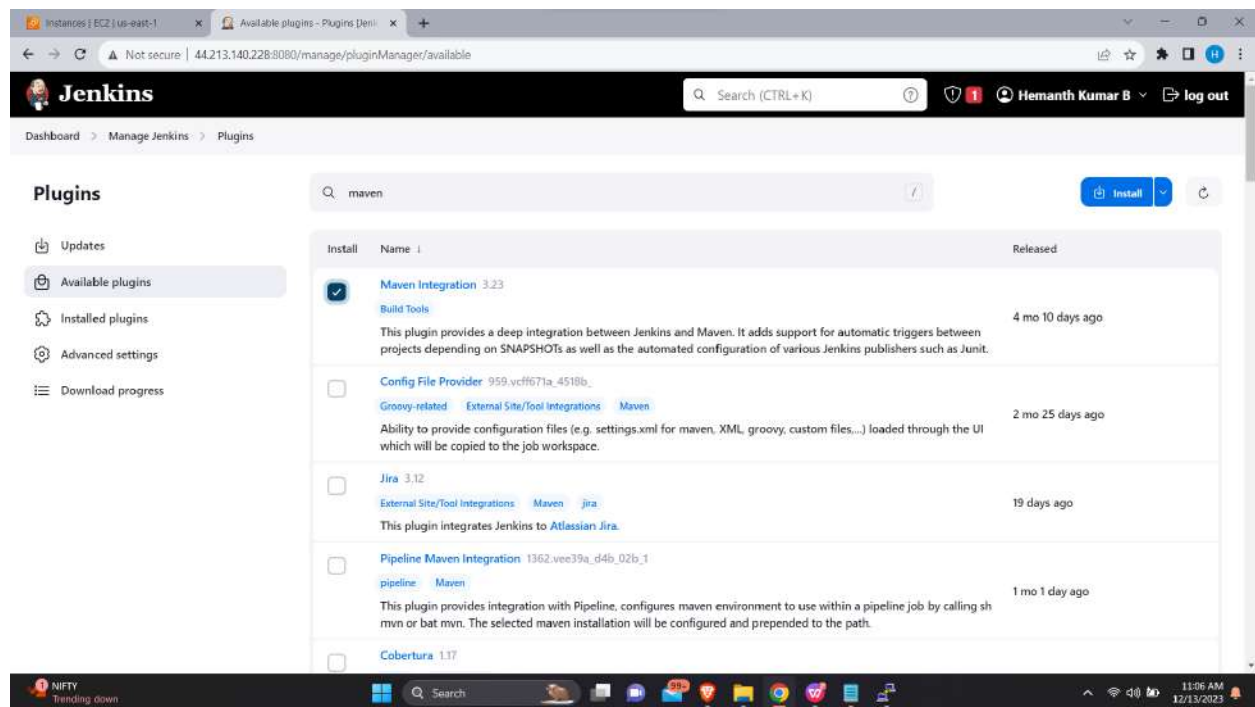 Instances | EC2 | us-east-1
Available plugins - Plugins [Jenk
Not secure | 44.213.140.228:8080/manage/pluginManager/available
H
Jenkins
Search (CTRL+K)
1
Hemanth Kumar B
log out
Dashboard > Manage Jenkins > Plugins
Plugins
maven
/
Install
Updates
Available plugins
Installed plugins
Advanced settings
Download progress
Install Name ↓ Released
Maven Integration 3.23
Build Tools
This plugin provides a deep integration between Jenkins and Maven. It adds support for automatic triggers between
projects depending on SNAPSHOTs as well as the automated configuration of various Jenkins publishers such as Junit.
4 mo 10 days ago
Config File Provider 959.vcff671a_4518b_
Groovy-related External Site/Tool Integrations Maven
Ability to provide configuration files (e.g. settings.xml for maven, XML, groovy, custom files,...) loaded through the UI
which will be copied to the job workspace.
2 mo 25 days ago
Jira 3.12
External Site/Tool Integrations Maven jira
This plugin integrates Jenkins to Atlassian Jira.
19 days ago
Pipeline Maven Integration 1362.vee39a_d4b_02b_1
pipeline Maven
This plugin provides integration with Pipeline, configures maven environment to use within a pipeline job by calling sh
mvn or bat mvn. The selected maven installation will be configured and prepended to the path.
1 mo 1 day ago
Cobertura 1.17
1
NIFTY
Trending down
Search
99+
11:06 AM
12/13/2023